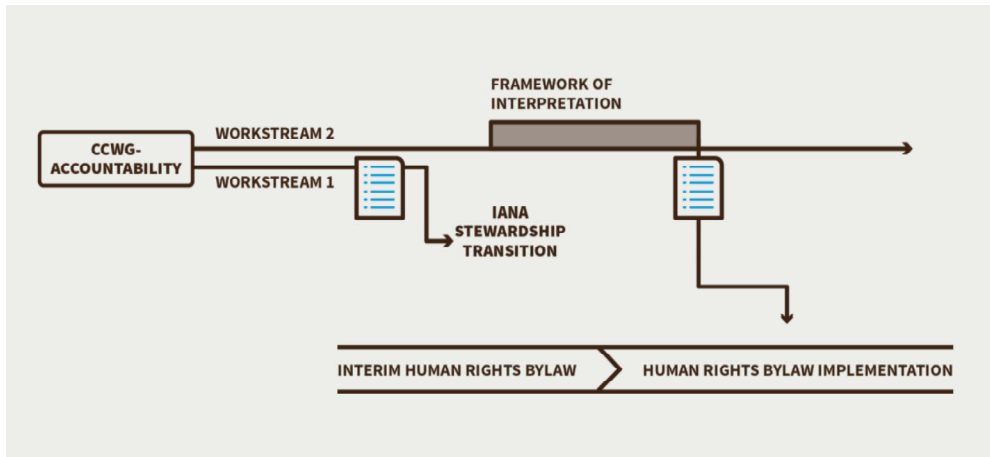 FRAMEWORK OF
INTERPRETATION
WORKSTREAM 2
CCWG-
ACCOUNTABILITY
WORKSTREAM 1
IANA
STEWARDSHIP
TRANSITION
INTERIM HUMAN RIGHTS BYLAW
HUMAN RIGHTS BYLAW IMPLEMENTATION